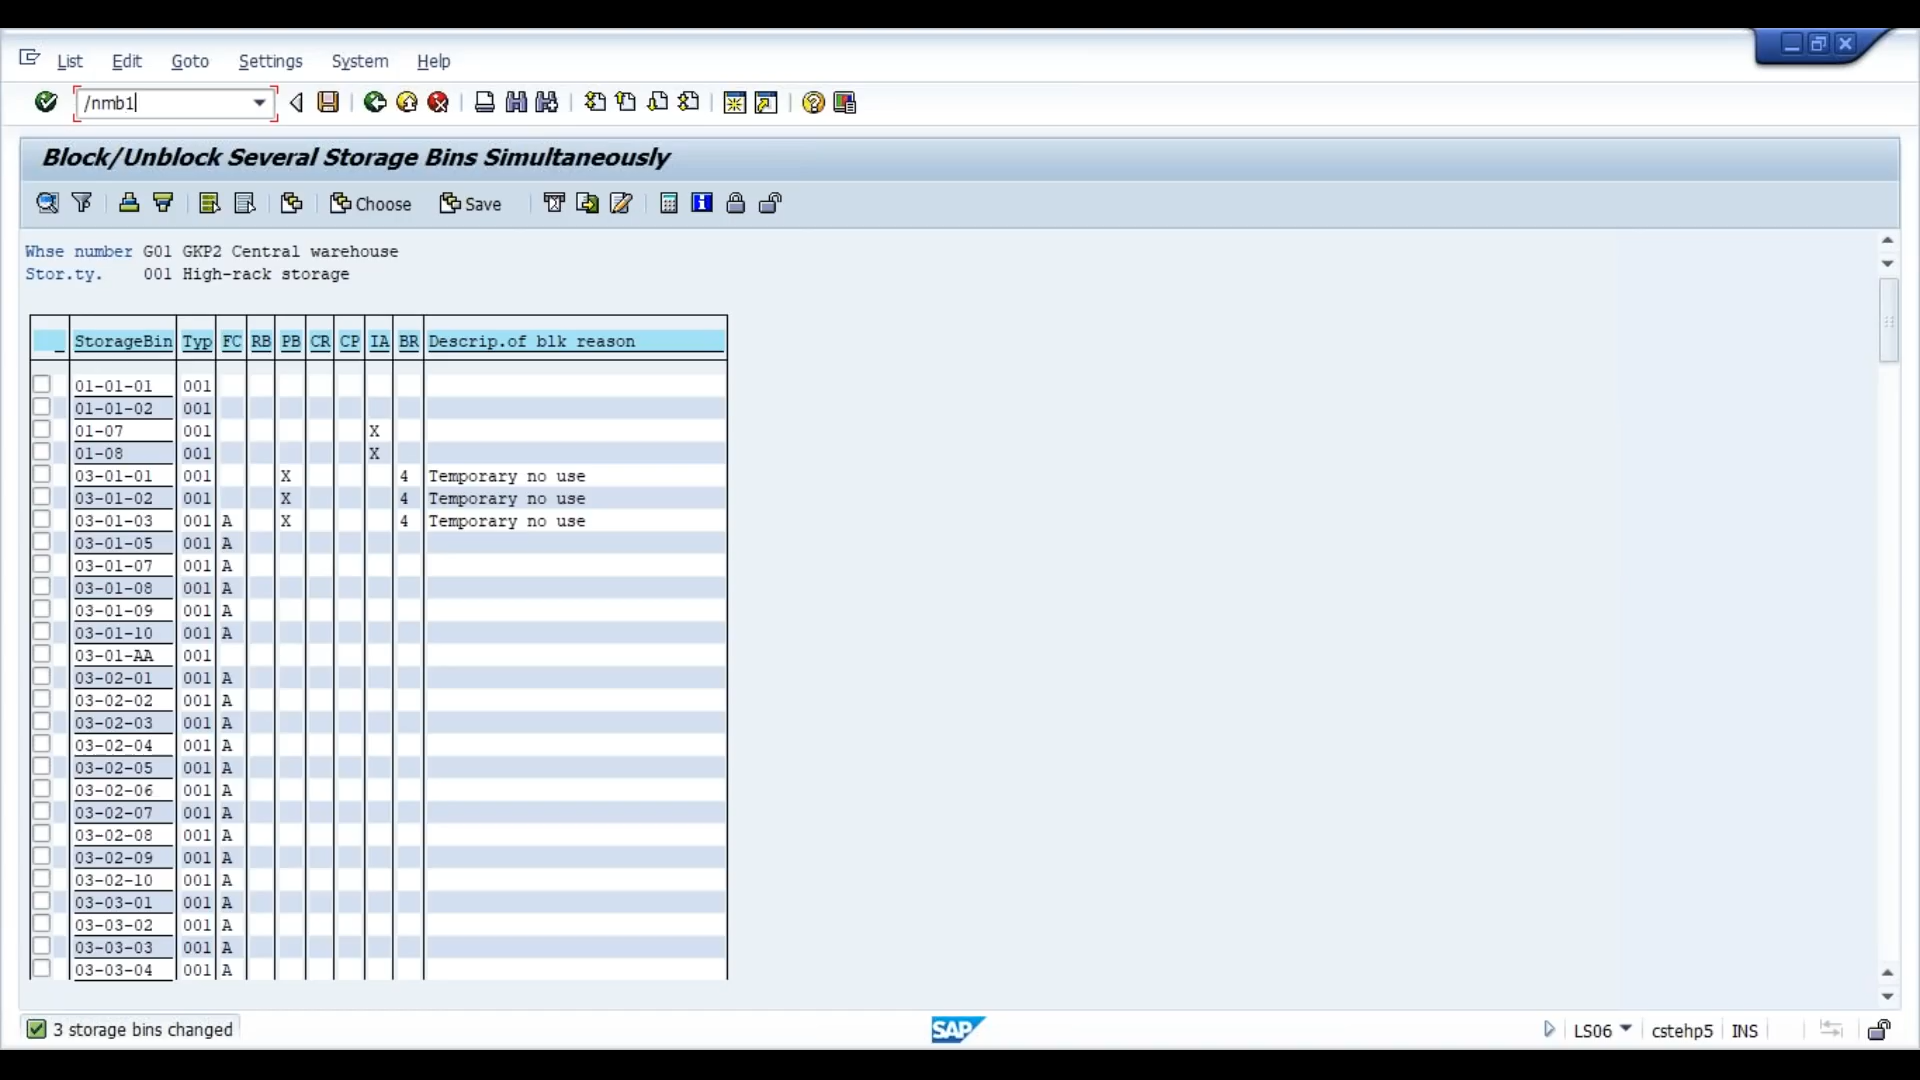 List Edit Goto Settings System Help
/nmb1
Block/Unblock Several Storage Bins Simultaneously
Choose Save
Whse number G01 GKP2 Central warehouse
Stor.ty. 001 High-rack storage
StorageBin Typ FC RB PB CR CP IA BR Descrip.of blk reason
01-01-01 001
01-01-02 001
01-07 001 X
01-08 001 X
03-01-01 001 X 4 Temporary no use
03-01-02 001 X 4 Temporary no use
03-01-03 001 A X 4 Temporary no use
03-01-05 001 A
03-01-07 001 A
03-01-08 001 A
03-01-09 001 A
03-01-10 001 A
03-01-AA 001
03-02-01 001 A
03-02-02 001 A
03-02-03 001 A
03-02-04 001 A
03-02-05 001 A
03-02-06 001 A
03-02-07 001 A
03-02-08 001 A
03-02-09 001 A
03-02-10 001 A
03-03-01 001 A
03-03-02 001 A
03-03-03 001 A
03-03-04 001 A
3 storage bins changed SAP LS06 cstehp5 INS